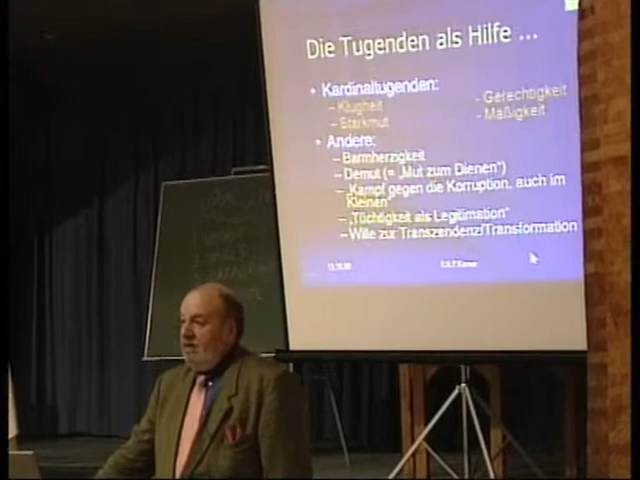 Die Tugenden als Hilfe ...
• Kardinaltugenden:
– Klugheit - Gerechtigkeit
– Starkmut - Maßigkeit
• Andere:
– Barmherzigkeit
– Demut (= „Mut zum Dienen“)
– „Kampf gegen die Korruption, auch im
Kleinen“
– „Tüchtigkeit als Legitimation“
– Wille zur Transzendenz/Transformation